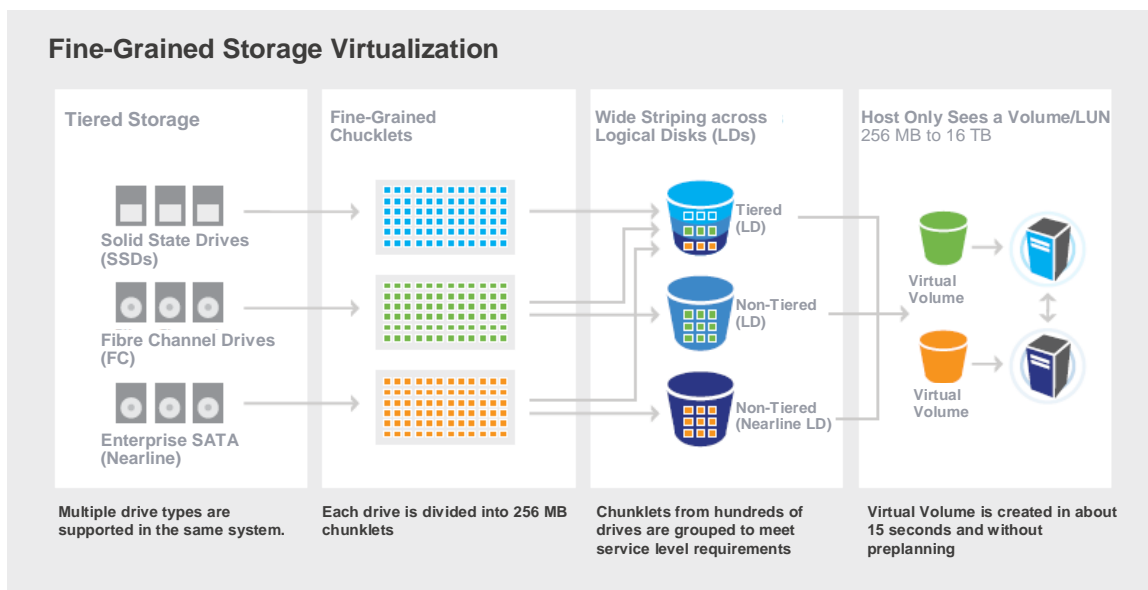 Fine-Grained Storage Virtualization
Tiered Storage
Solid State Drives
(SSDs)
Fibre Channel Drives
(FC)
Enterprise SATA
(Nearline)
Multiple drive types are
supported in the same system.
Fine-Grained
Chucklets
Each drive is divided into 256 MB
chunklets
Wide Striping across
Logical Disks (LDs)
Tiered
(LD)
Non-Tiered
(LD)
Non-Tiered
(Nearline LD)
Chunklets from hundreds of
drives are grouped to meet
service level requirements
Host Only Sees a Volume/LUN
256 MB to 16 TB
Virtual
Volume
Virtual
Volume
Virtual Volume is created in about
15 seconds and without
preplanning